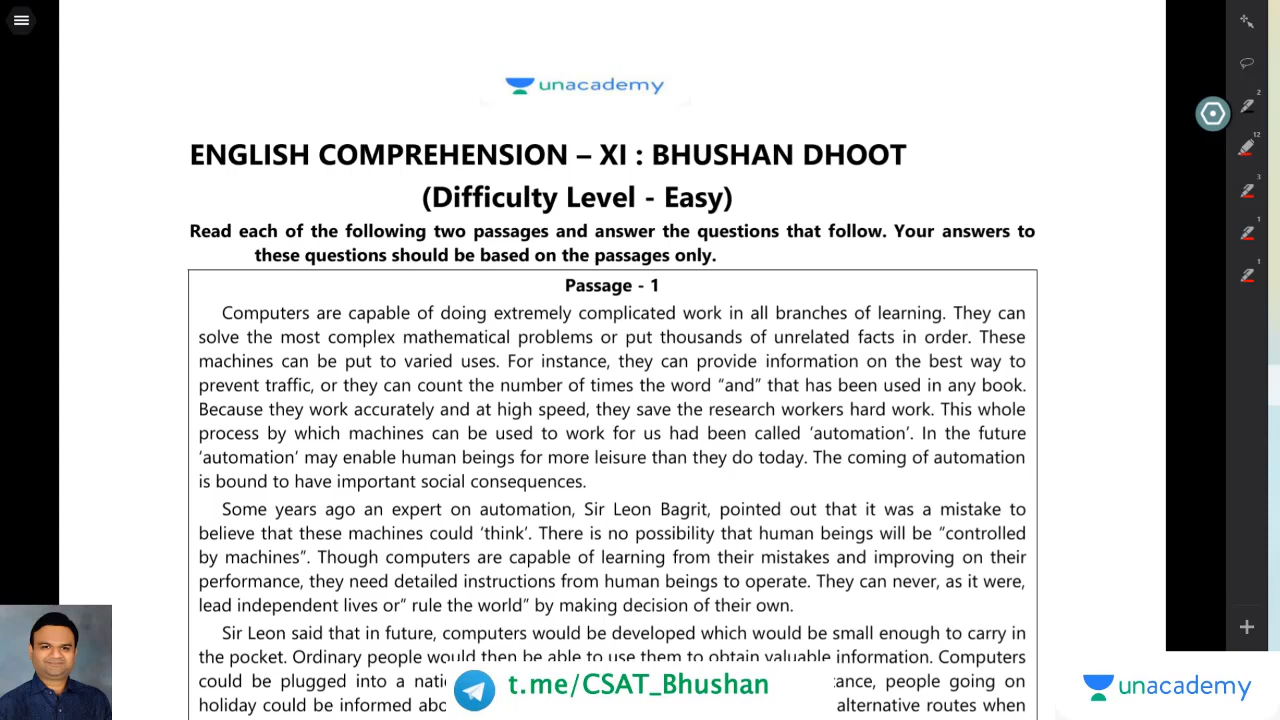 unacademy
ENGLISH COMPREHENSION – XI : BHUSHAN DHOOT
(Difficulty Level - Easy)
Read each of the following two passages and answer the questions that follow. Your answers to
these questions should be based on the passages only.
Passage - 1
Computers are capable of doing extremely complicated work in all branches of learning. They can
solve the most complex mathematical problems or put thousands of unrelated facts in order. These
machines can be put to varied uses. For instance, they can provide information on the best way to
prevent traffic, or they can count the number of times the word “and” that has been used in any book.
Because they work accurately and at high speed, they save the research workers hard work. This whole
process by which machines can be used to work for us had been called ‘automation’. In the future
‘automation’ may enable human beings for more leisure than they do today. The coming of automation
is bound to have important social consequences.
Some years ago an expert on automation, Sir Leon Bagrit, pointed out that it was a mistake to
believe that these machines could ‘think’. There is no possibility that human beings will be “controlled
by machines”. Though computers are capable of learning from their mistakes and improving on their
performance, they need detailed instructions from human beings to operate. They can never, as it were,
lead independent lives or“ rule the world” by making decision of their own.
Sir Leon said that in future, computers would be developed which would be small enough to carry in
the pocket. Ordinary people would then be able to use them to obtain valuable information. Computers
could be plugged into a people going on
holiday could be informed alternative routes when
t.me/CSAT_Bhushan
unacademy
2
12
3
1
1